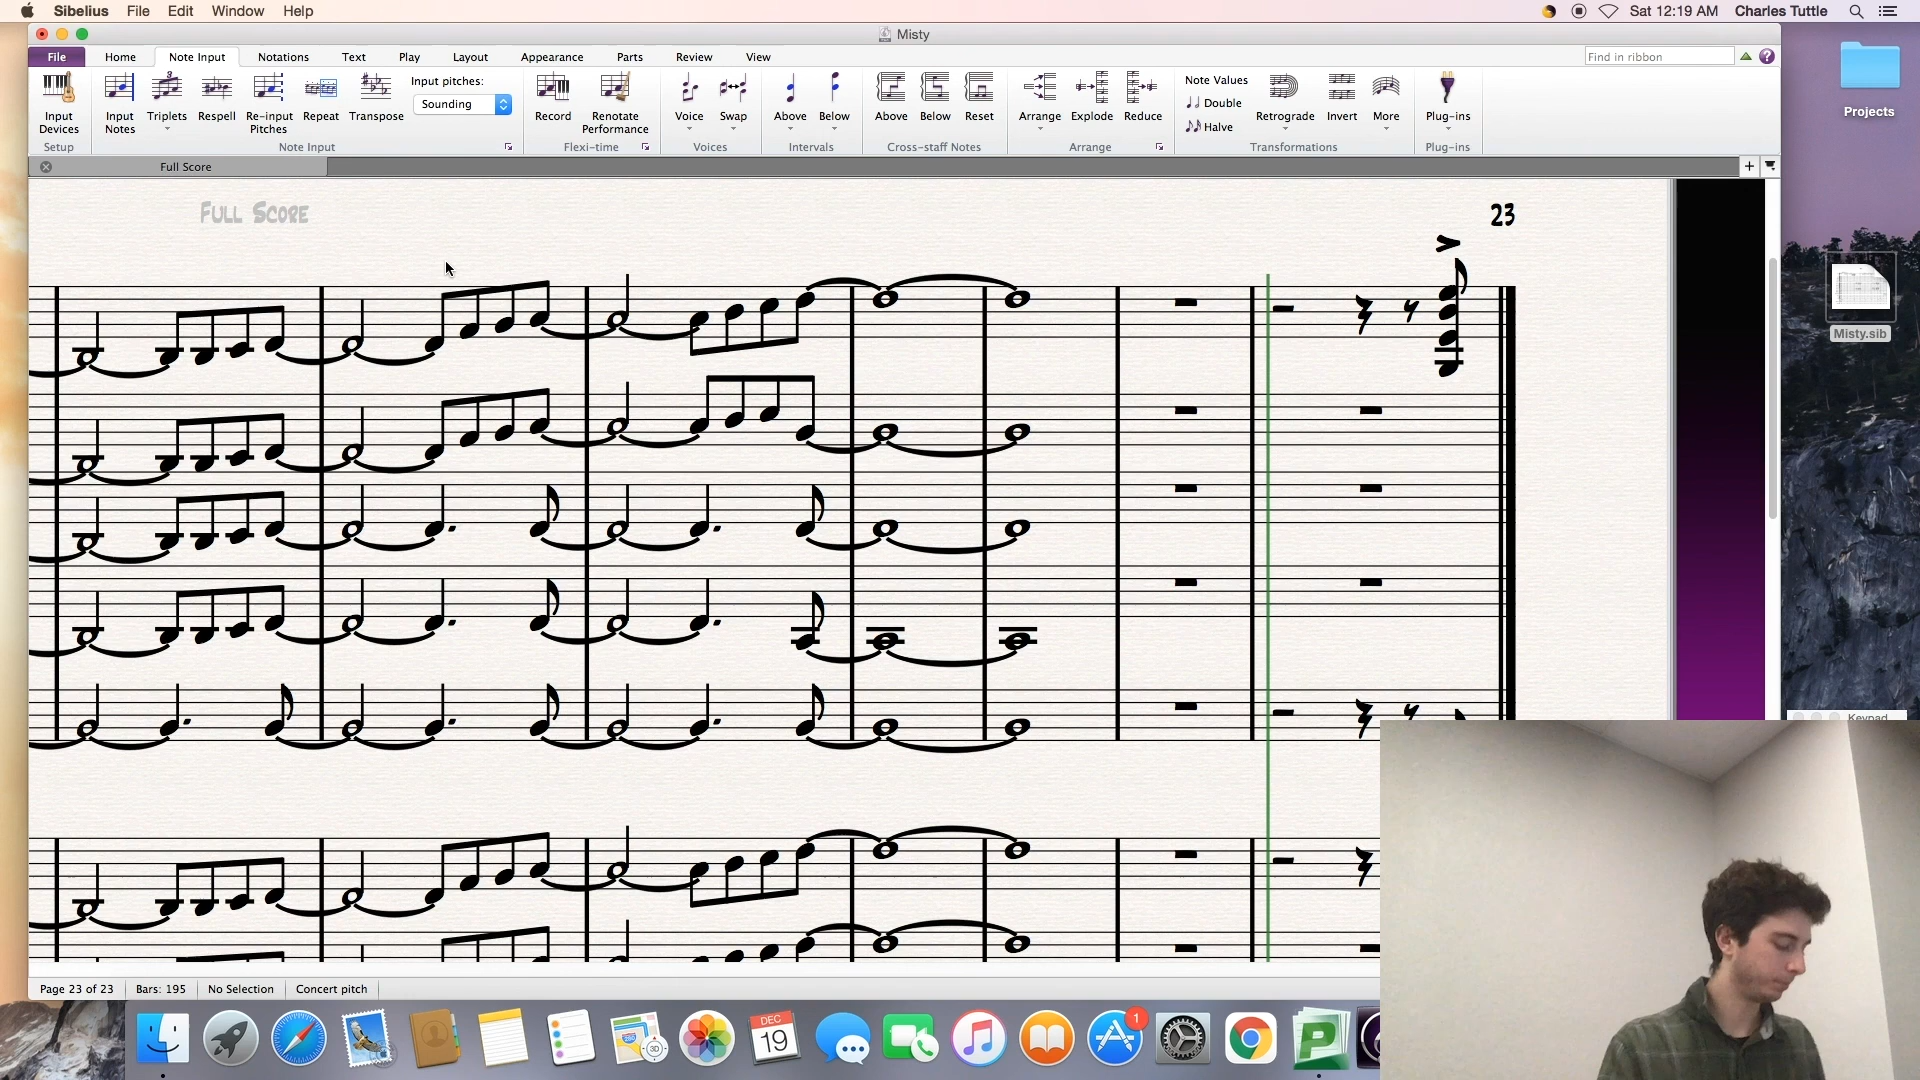 Sibelius File Edit Window Help Sat 12:19 AM Charles Tuttle
Misty
File Home Note Input Notations Text Play Layout Appearance Parts Review View Find in ribbon
Input Devices
Input Notes
Triplets
Respell
Re-input Pitches
Repeat
Transpose
Input pitches:
Sounding
Record
Renotate Performance
Voice
Swap
Above
Below
Above
Below
Reset
Arrange
Explode
Reduce
Note Values
Double
Halve
Retrograde
Invert
More
Plug-ins
Setup Note Input Flexi-time Voices Intervals Cross-staff Notes Arrange Transformations Plug-ins
Full Score
Projects
Full Score
23
Misty.sib
Keypad
Page 23 of 23 Bars: 195 No Selection Concert pitch
DEC
19
1